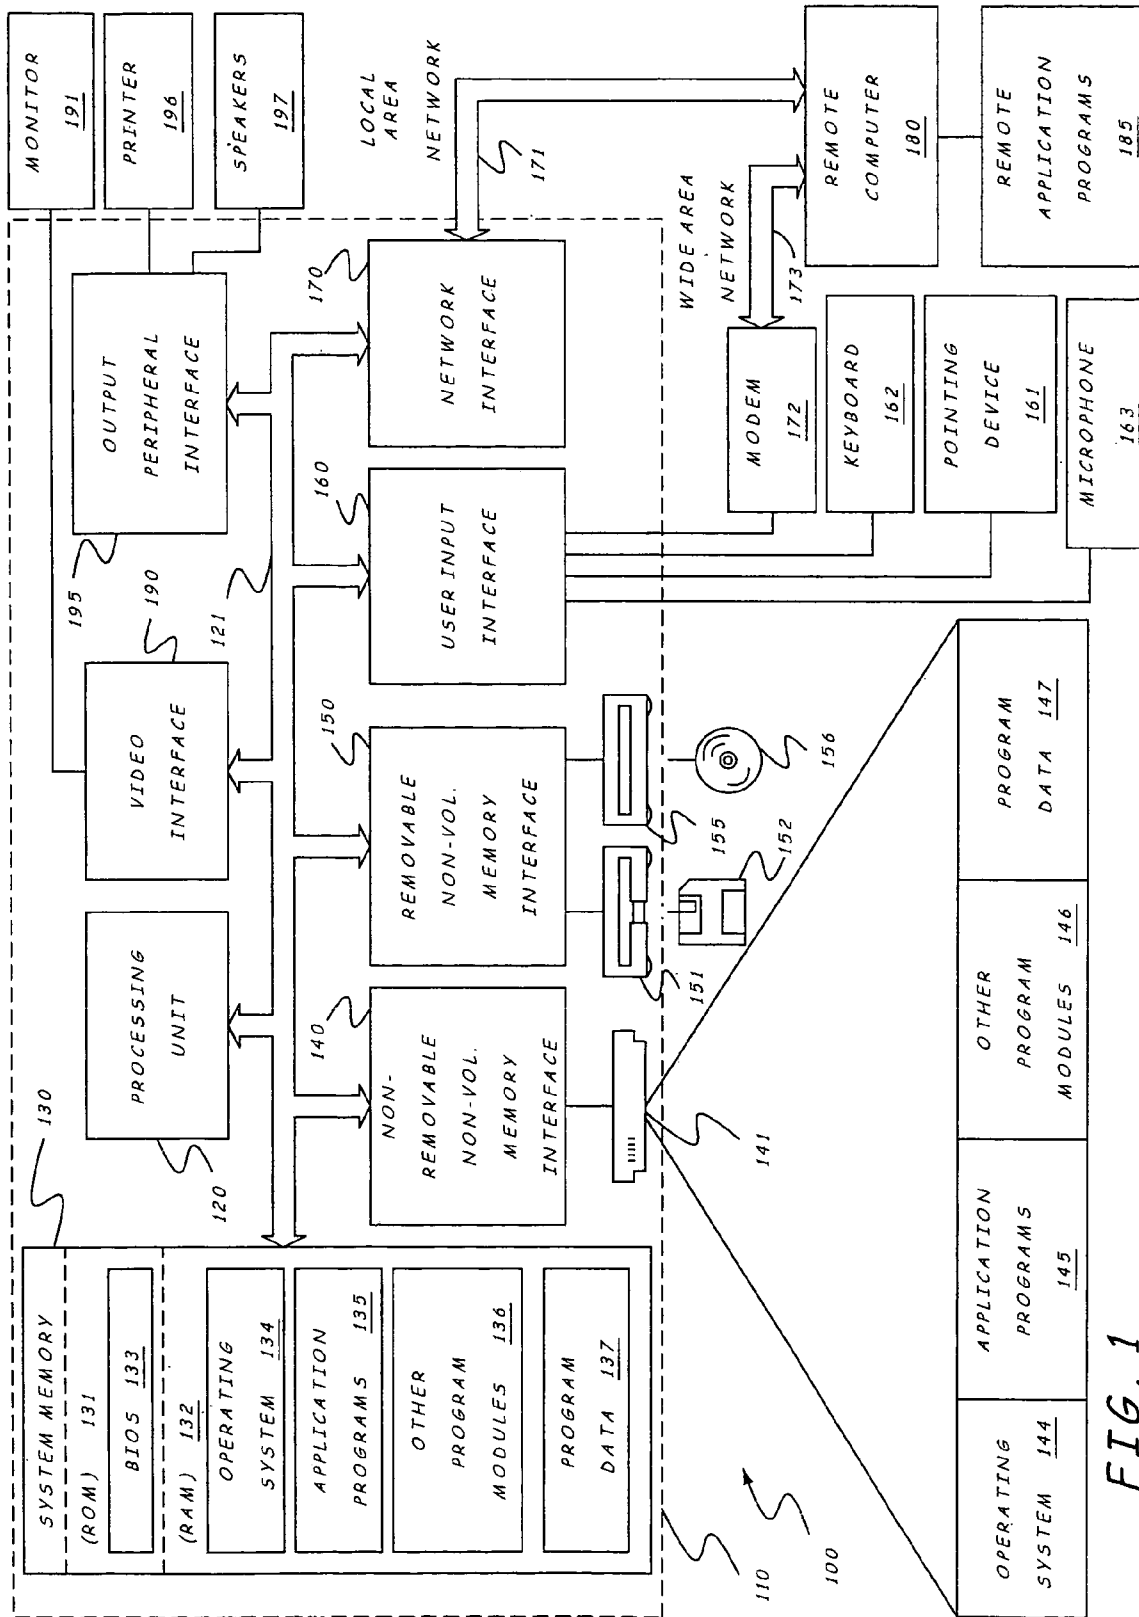 SYSTEM MEMORY
(ROM) 131
BIOS 133
(RAM) 132
OPERATING
SYSTEM 134
APPLICATION
PROGRAMS 135
OTHER
PROGRAM
MODULES 136
PROGRAM
DATA 137
130
PROCESSING
UNIT
120
VIDEO
INTERFACE
190
OUTPUT
PERIPHERAL
INTERFACE
195
121
MONITOR
191
PRINTER
196
SPEAKERS
197
NON-
REMOVABLE
NON-VOL.
MEMORY
INTERFACE
140
REMOVABLE
NON-VOL.
MEMORY
INTERFACE
150
USER INPUT
INTERFACE
160
NETWORK
INTERFACE
170
LOCAL
AREA
NETWORK
171
141
151
152
155
156
WIDE AREA
NETWORK
173
MODEM
172
KEYBOARD
162
POINTING
DEVICE
161
MICROPHONE
163
REMOTE
COMPUTER
180
REMOTE
APPLICATION
PROGRAMS
185
110
100
OPERATING
SYSTEM 144
APPLICATION
PROGRAMS
145
OTHER
PROGRAM
MODULES 146
PROGRAM
DATA 147
FIG. 1